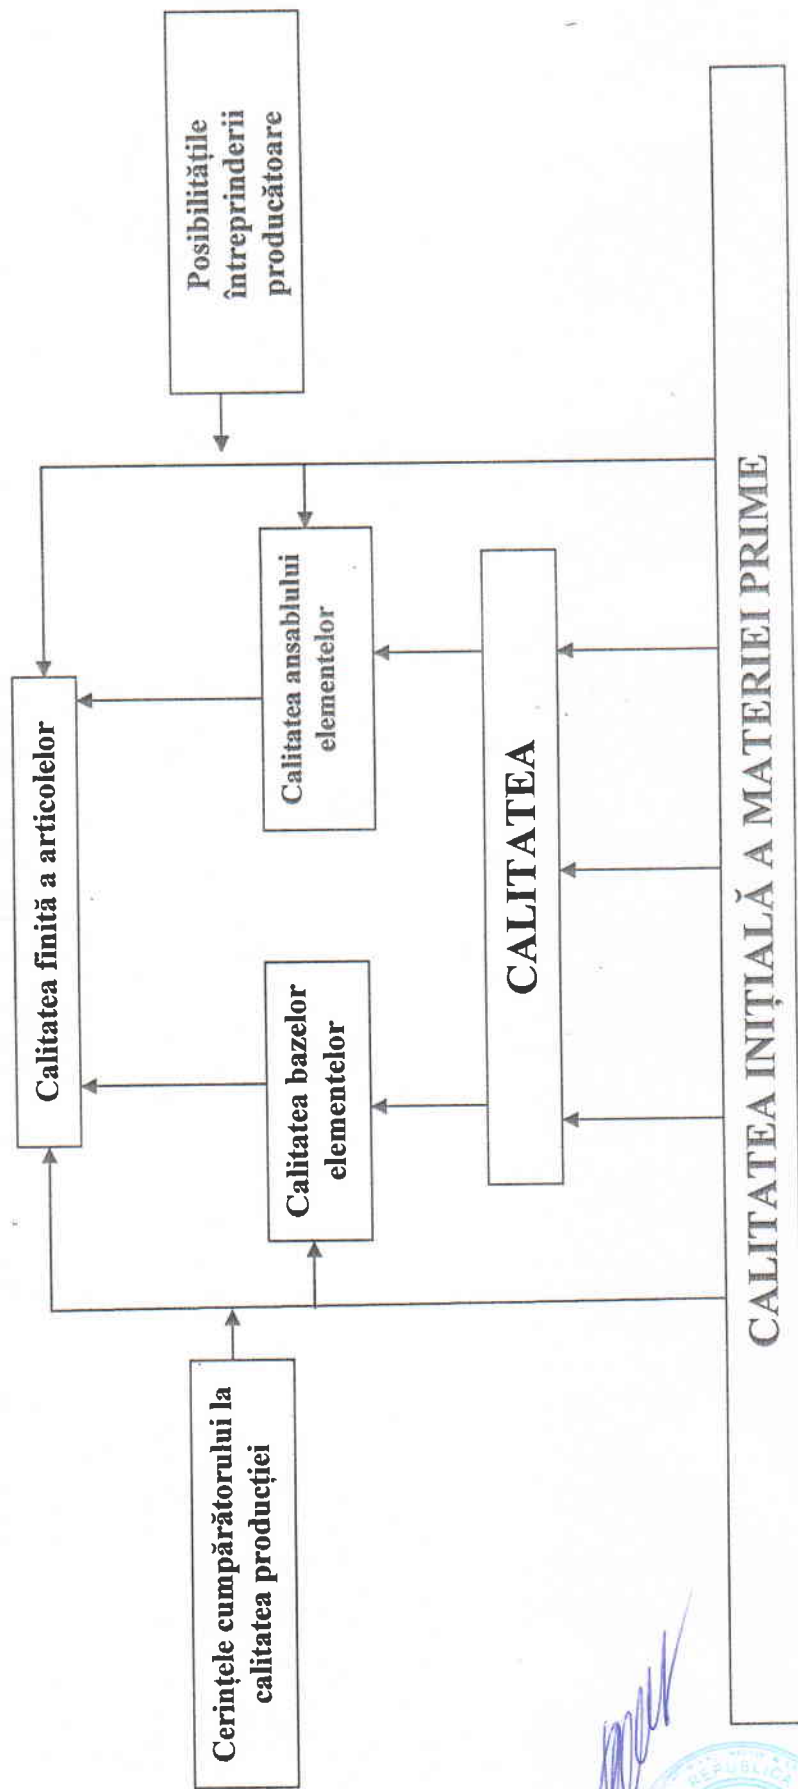 Calitatea finită a articolelor
Cerințele cumpărătorului la
calitatea producției
Calitatea bazelor
elementelor
Calitatea ansablului
elementelor
Posibilitățile
întreprinderii
producătoare
CALITATEA
CALITATEA INIȚIALĂ A MATERIEI PRIME
REPUBLICA